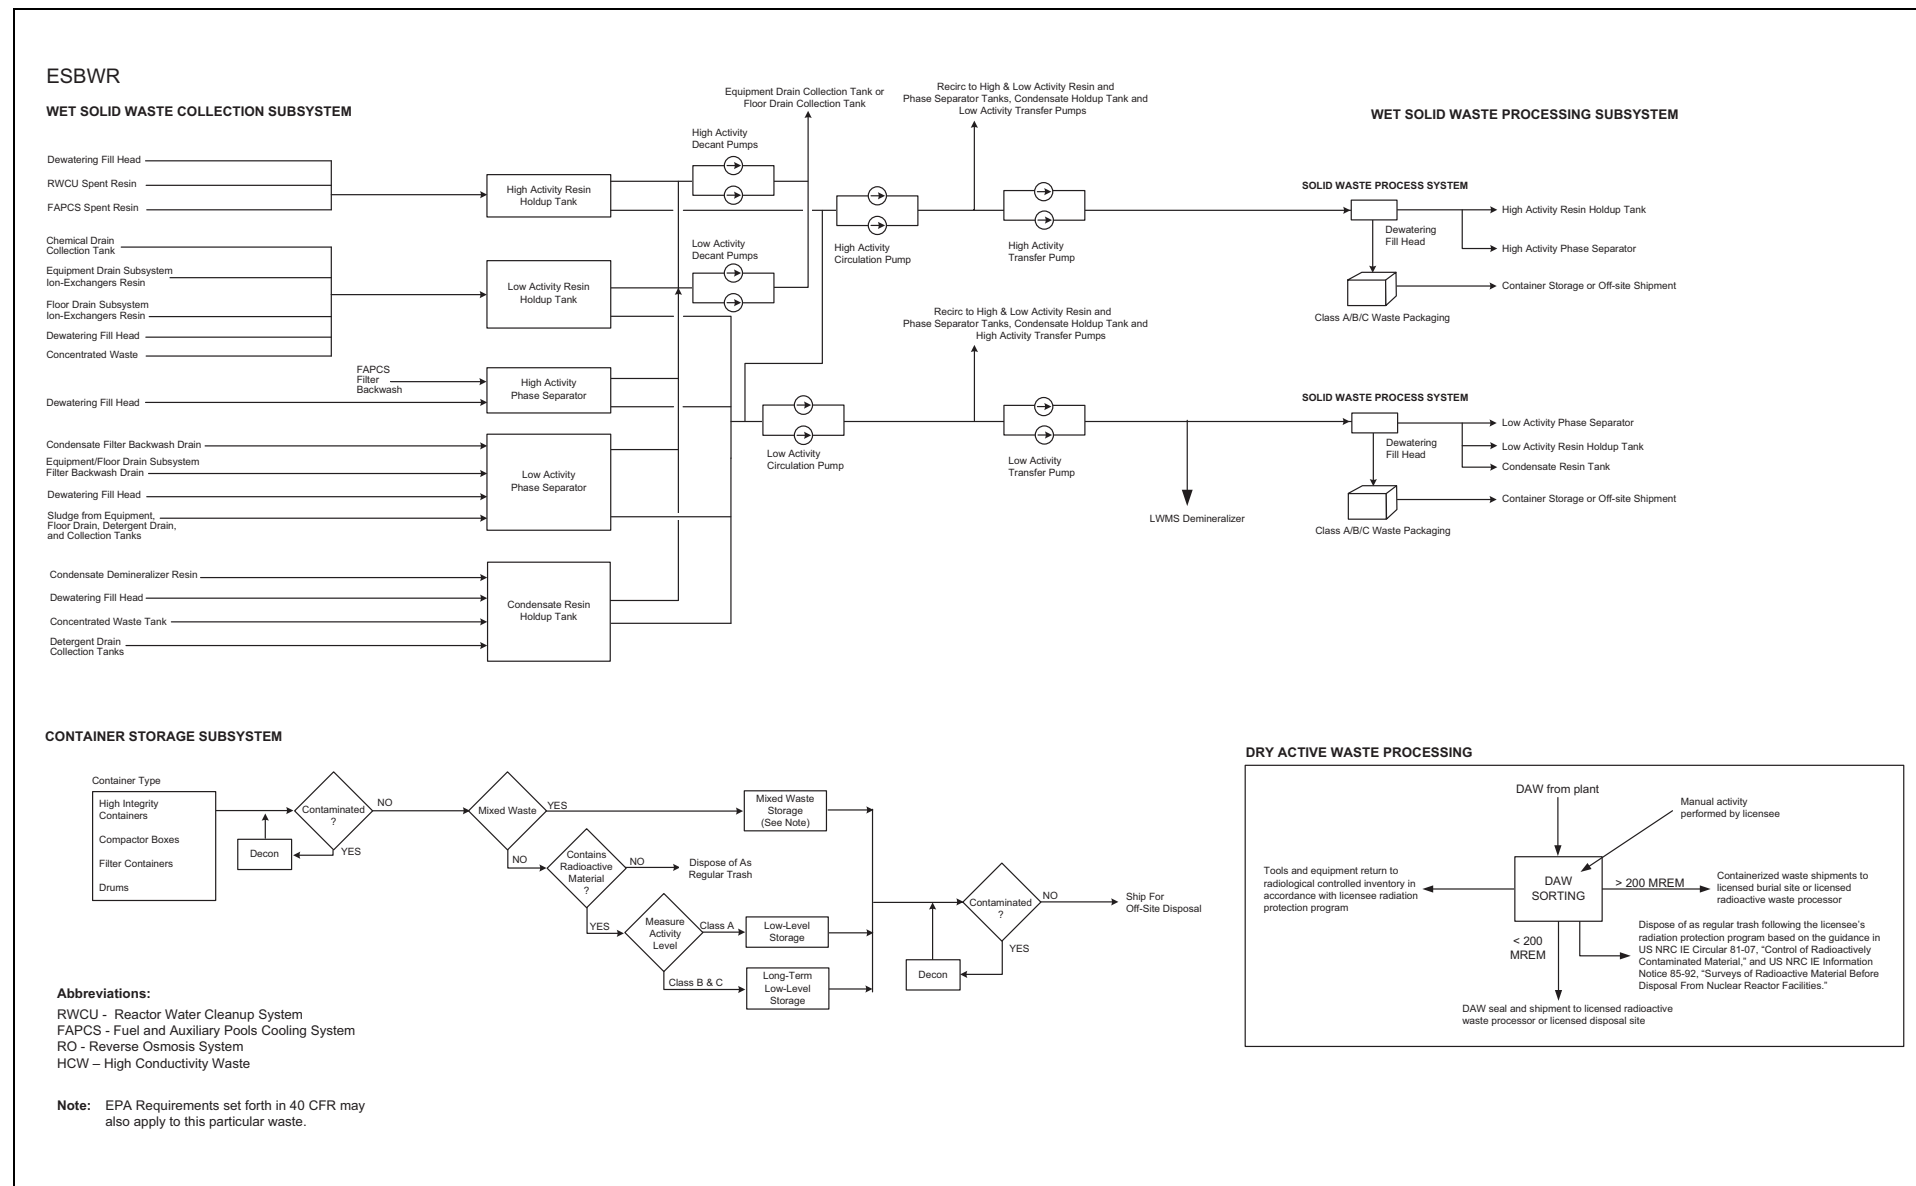 ESBWR
WET SOLID WASTE COLLECTION SUBSYSTEM
Dewatering Fill Head
RWCU Spent Resin
FAPCS Spent Resin
Chemical Drain
Collection Tank
Equipment Drain Subsystem
Ion-Exchangers Resin
Floor Drain Subsystem
Ion-Exchangers Resin
Dewatering Fill Head
Concentrated Waste
FAPCS
Filter
Backwash
Dewatering Fill Head
Condensate Filter Backwash Drain
Equipment/Floor Drain Subsystem
Filter Backwash Drain
Dewatering Fill Head
Sludge from Equipment,
Floor Drain, Detergent Drain,
and Collection Tanks
Condensate Demineralizer Resin
Dewatering Fill Head
Concentrated Waste Tank
Detergent Drain
Collection Tanks
High Activity Resin
Holdup Tank
Low Activity Resin
Holdup Tank
High Activity
Phase Separator
Low Activity
Phase Separator
Condensate Resin
Holdup Tank
Equipment Drain Collection Tank or
Floor Drain Collection Tank
High Activity
Decant Pumps
Low Activity
Decant Pumps
Recirc to High & Low Activity Resin and
Phase Separator Tanks, Condensate Holdup Tank and
Low Activity Transfer Pumps
High Activity
Circulation Pump
High Activity
Transfer Pump
Recirc to High & Low Activity Resin and
Phase Separator Tanks, Condensate Holdup Tank and
High Activity Transfer Pumps
Low Activity
Circulation Pump
Low Activity
Transfer Pump
LWMS Demineralizer
WET SOLID WASTE PROCESSING SUBSYSTEM
SOLID WASTE PROCESS SYSTEM
High Activity Resin Holdup Tank
Dewatering
Fill Head
High Activity Phase Separator
Container Storage or Off-site Shipment
Class A/B/C Waste Packaging
SOLID WASTE PROCESS SYSTEM
Low Activity Phase Separator
Dewatering
Fill Head
Low Activity Resin Holdup Tank
Condensate Resin Tank
Container Storage or Off-site Shipment
Class A/B/C Waste Packaging
CONTAINER STORAGE SUBSYSTEM
Container Type
High Integrity
Containers
Compactor Boxes
Filter Containers
Drums
Decon
Contaminated
?
NO
YES
Mixed Waste
YES
NO
Contains
Radioactive
Material
?
NO
Dispose of As
Regular Trash
YES
Measure
Activity
Level
Class A
Class B & C
Mixed Waste
Storage
(See Note)
Low-Level
Storage
Long-Term
Low-Level
Storage
Decon
Contaminated
?
NO
YES
Ship For
Off-Site Disposal
DRY ACTIVE WASTE PROCESSING
DAW from plant
Manual activity
performed by licensee
Tools and equipment return to
radiological controlled inventory in
accordance with licensee radiation
protection program
DAW
SORTING
> 200 MREM
Containerized waste shipments to
licensed burial site or licensed
radioactive waste processor
< 200
MREM
Dispose of as regular trash following the licensee's
radiation protection program based on the guidance in
US NRC IE Circular 81-07, "Control of Radioactively
Contaminated Material," and US NRC IE Information
Notice 85-92, "Surveys of Radioactive Material Before
Disposal From Nuclear Reactor Facilities."
DAW seal and shipment to licensed radioactive
waste processor or licensed disposal site
Abbreviations:
RWCU - Reactor Water Cleanup System
FAPCS - Fuel and Auxiliary Pools Cooling System
RO - Reverse Osmosis System
HCW – High Conductivity Waste
Note: EPA Requirements set forth in 40 CFR may
also apply to this particular waste.